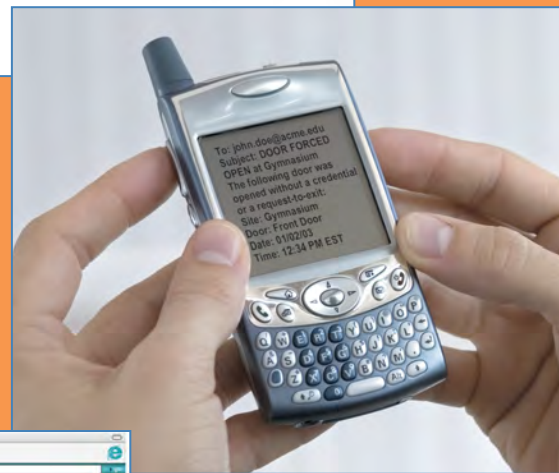 To: john.doe@acme.edu
Subject: DOOR FORCED
OPEN at Gymnasium
The following door was
opened without a credential
or a request-to-exit:
Site: Gymnasium
Door: Front Door
Date: 01/02/03
Time: 12:34 PM EST
Q W E R T Y U I O P
A S D F G H J K L
Z X C V B N M
Alt